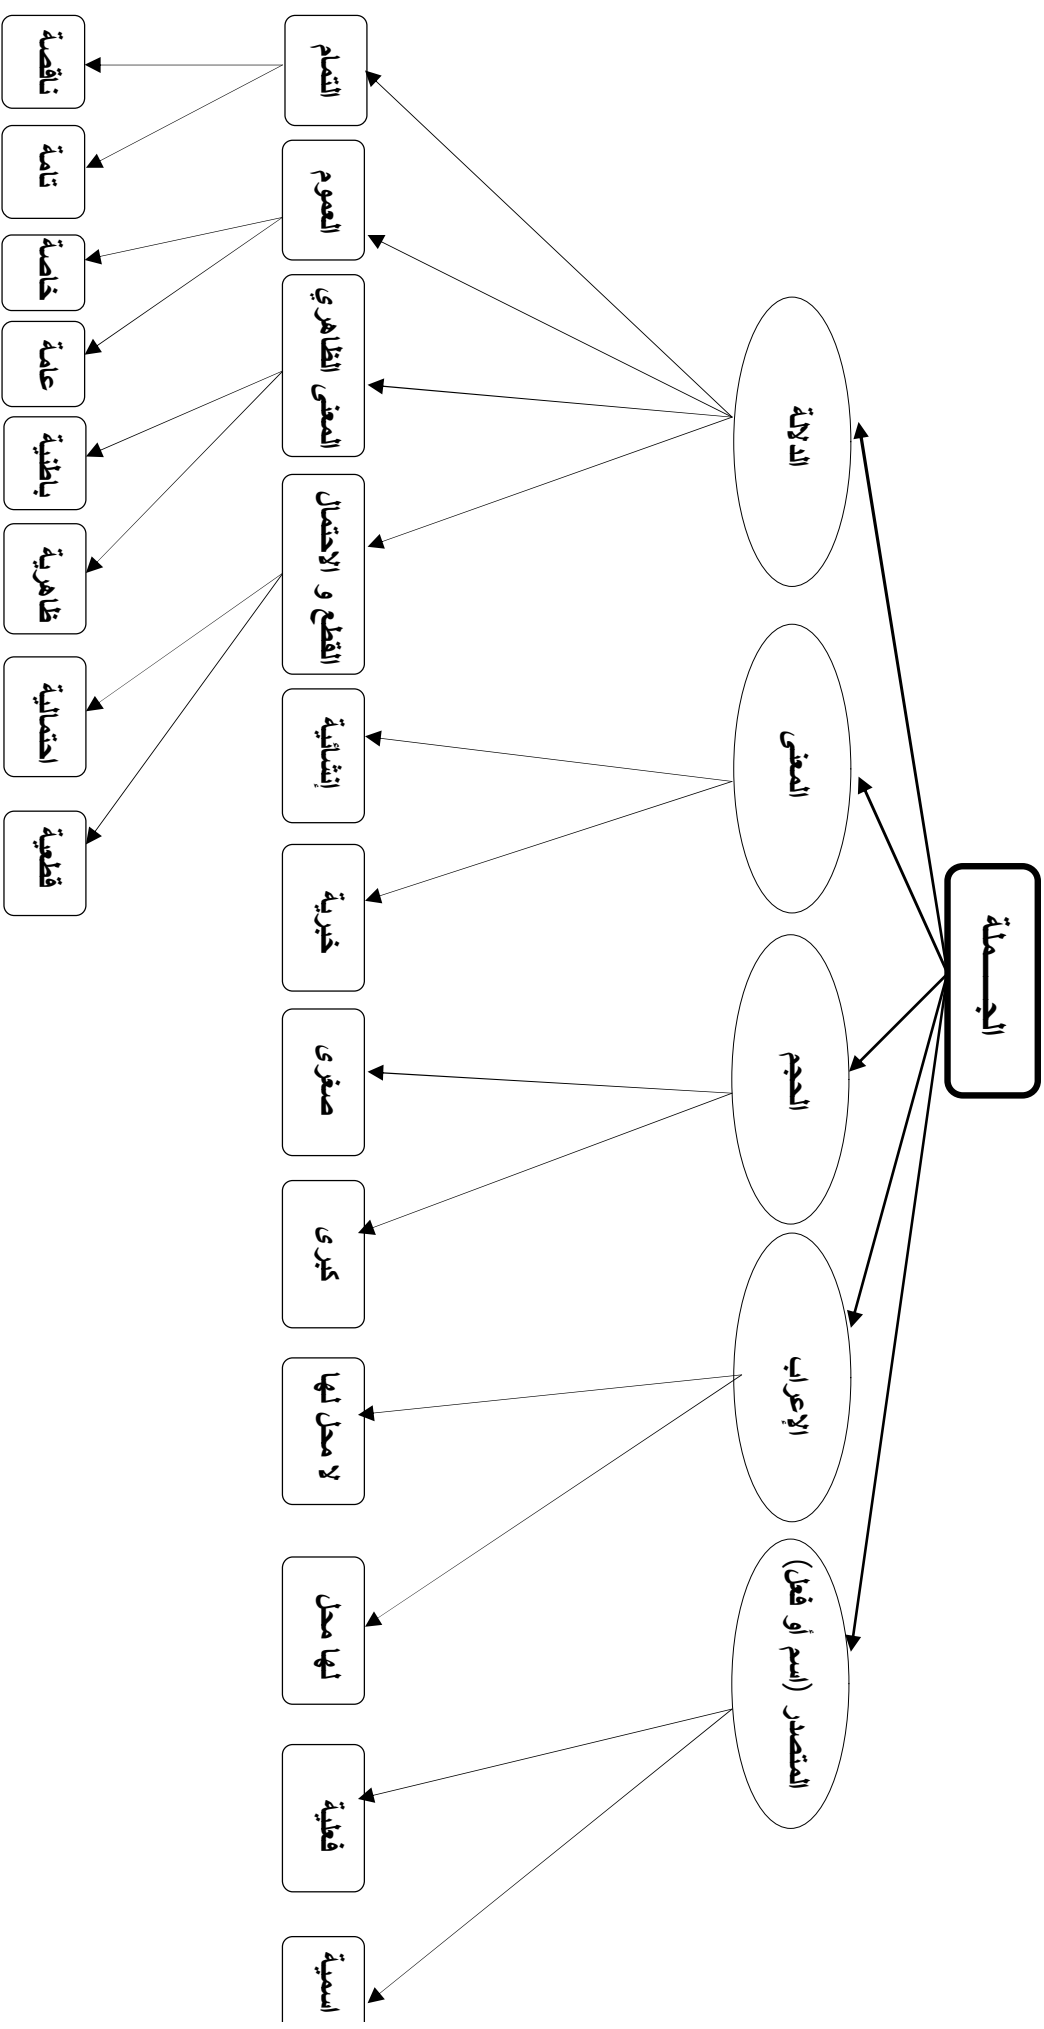 الجـــــملة
المتصدر (اسم أو فعل)
الإعراب
الحجم
المعنى
الدلالة
اسمية
فعلية
لها محل
لا محل لها
كبرى
صغرى
خبرية
إنشائية
القطع و الاحتمال
المعنى الظاهري
العموم
التمام
قطعية
احتمالية
ظاهرية
باطنية
عامة
خاصة
تامة
ناقصة